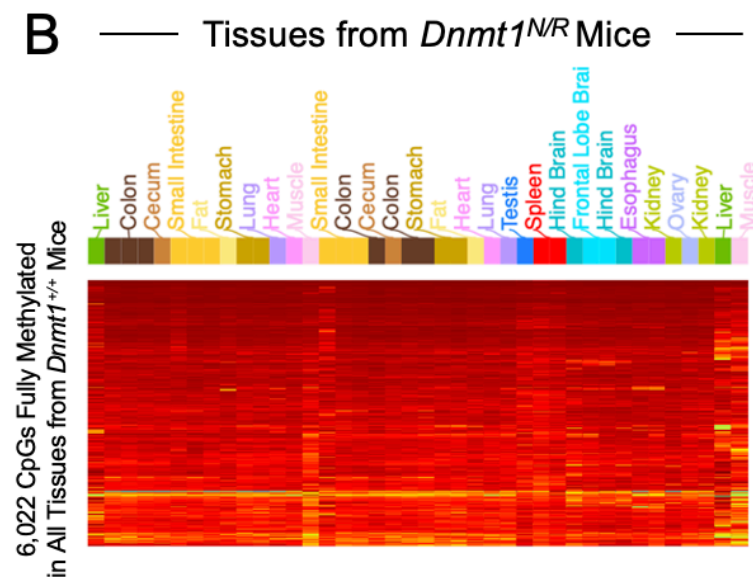 B
Tissues from Dnmt1N/R Mice
Liver
Colon
Cecum
Small Intestine
Fat
Stomach
Lung
Heart
Muscle
Small Intestine
Colon
Cecum
Colon
Stomach
Fat
Heart
Lung
Testis
Spleen
Hind Brain
Frontal Lobe Brai
Hind Brain
Esophagus
Kidney
Ovary
Kidney
Liver
Muscle
6,022 CpGs Fully Methylated
in All Tissues from Dnmt1+/+ Mice